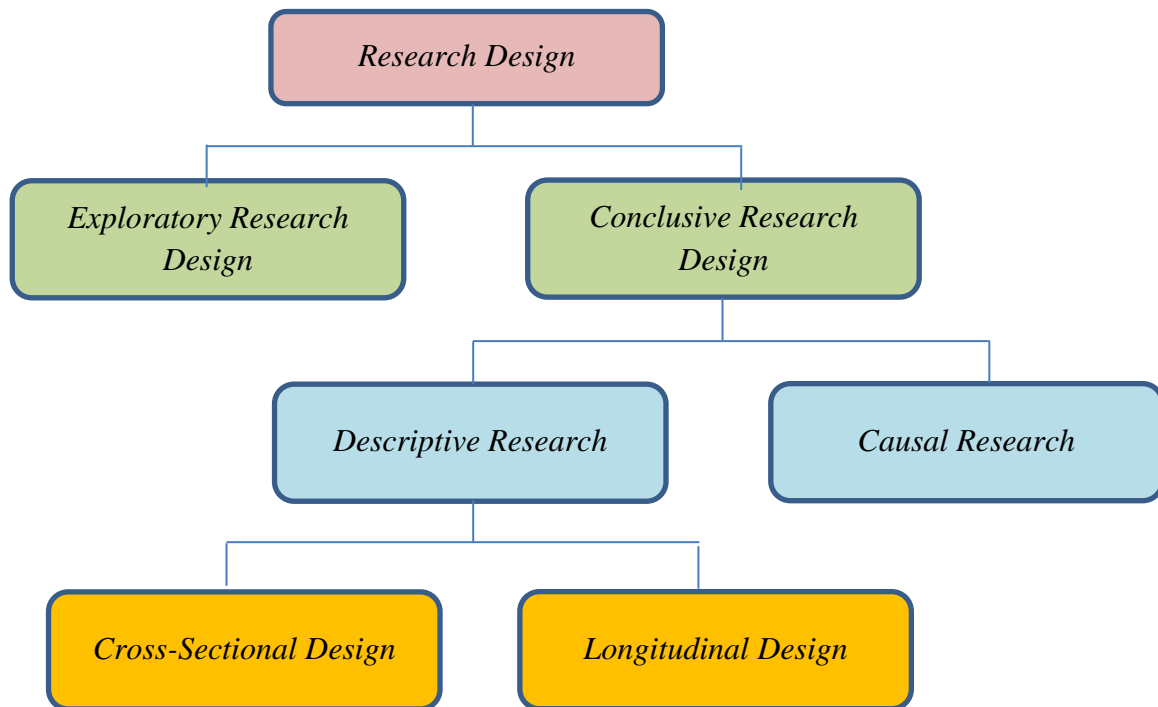 Research Design
Exploratory Research
Design
Conclusive Research
Design
Descriptive Research
Causal Research
Cross-Sectional Design
Longitudinal Design